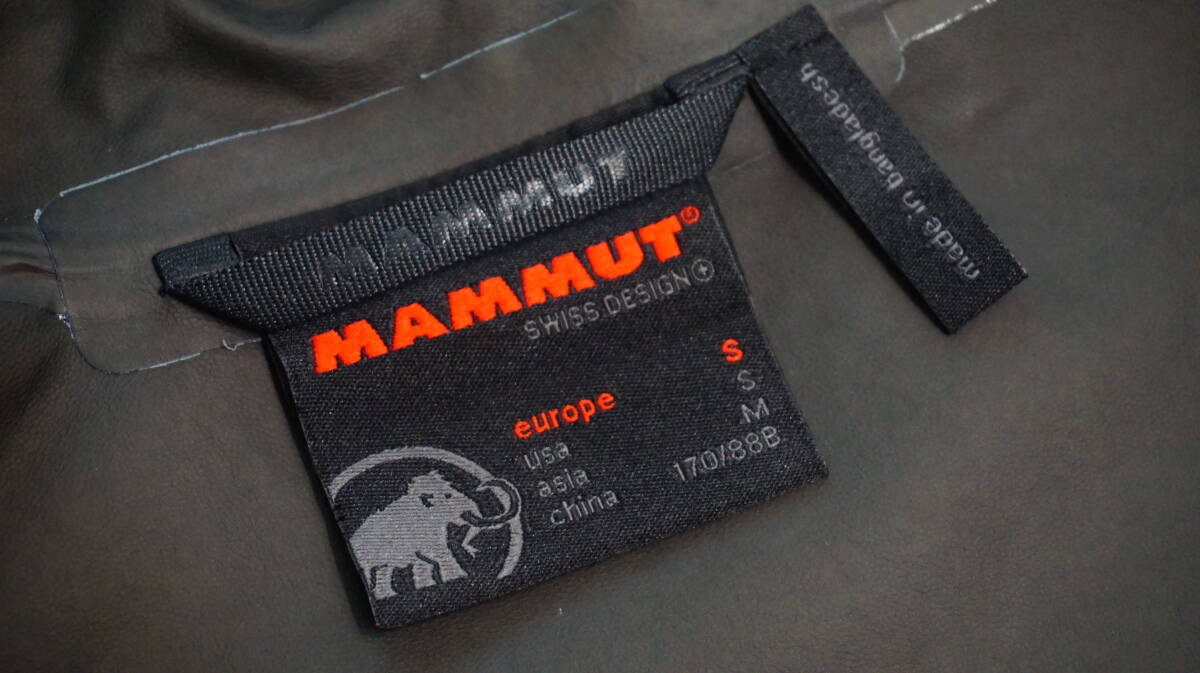 MAMMUT
MAMMUT®
SWISS DESIGN
europe S
usa S
asia M
china 170/88B
made in bangladesh